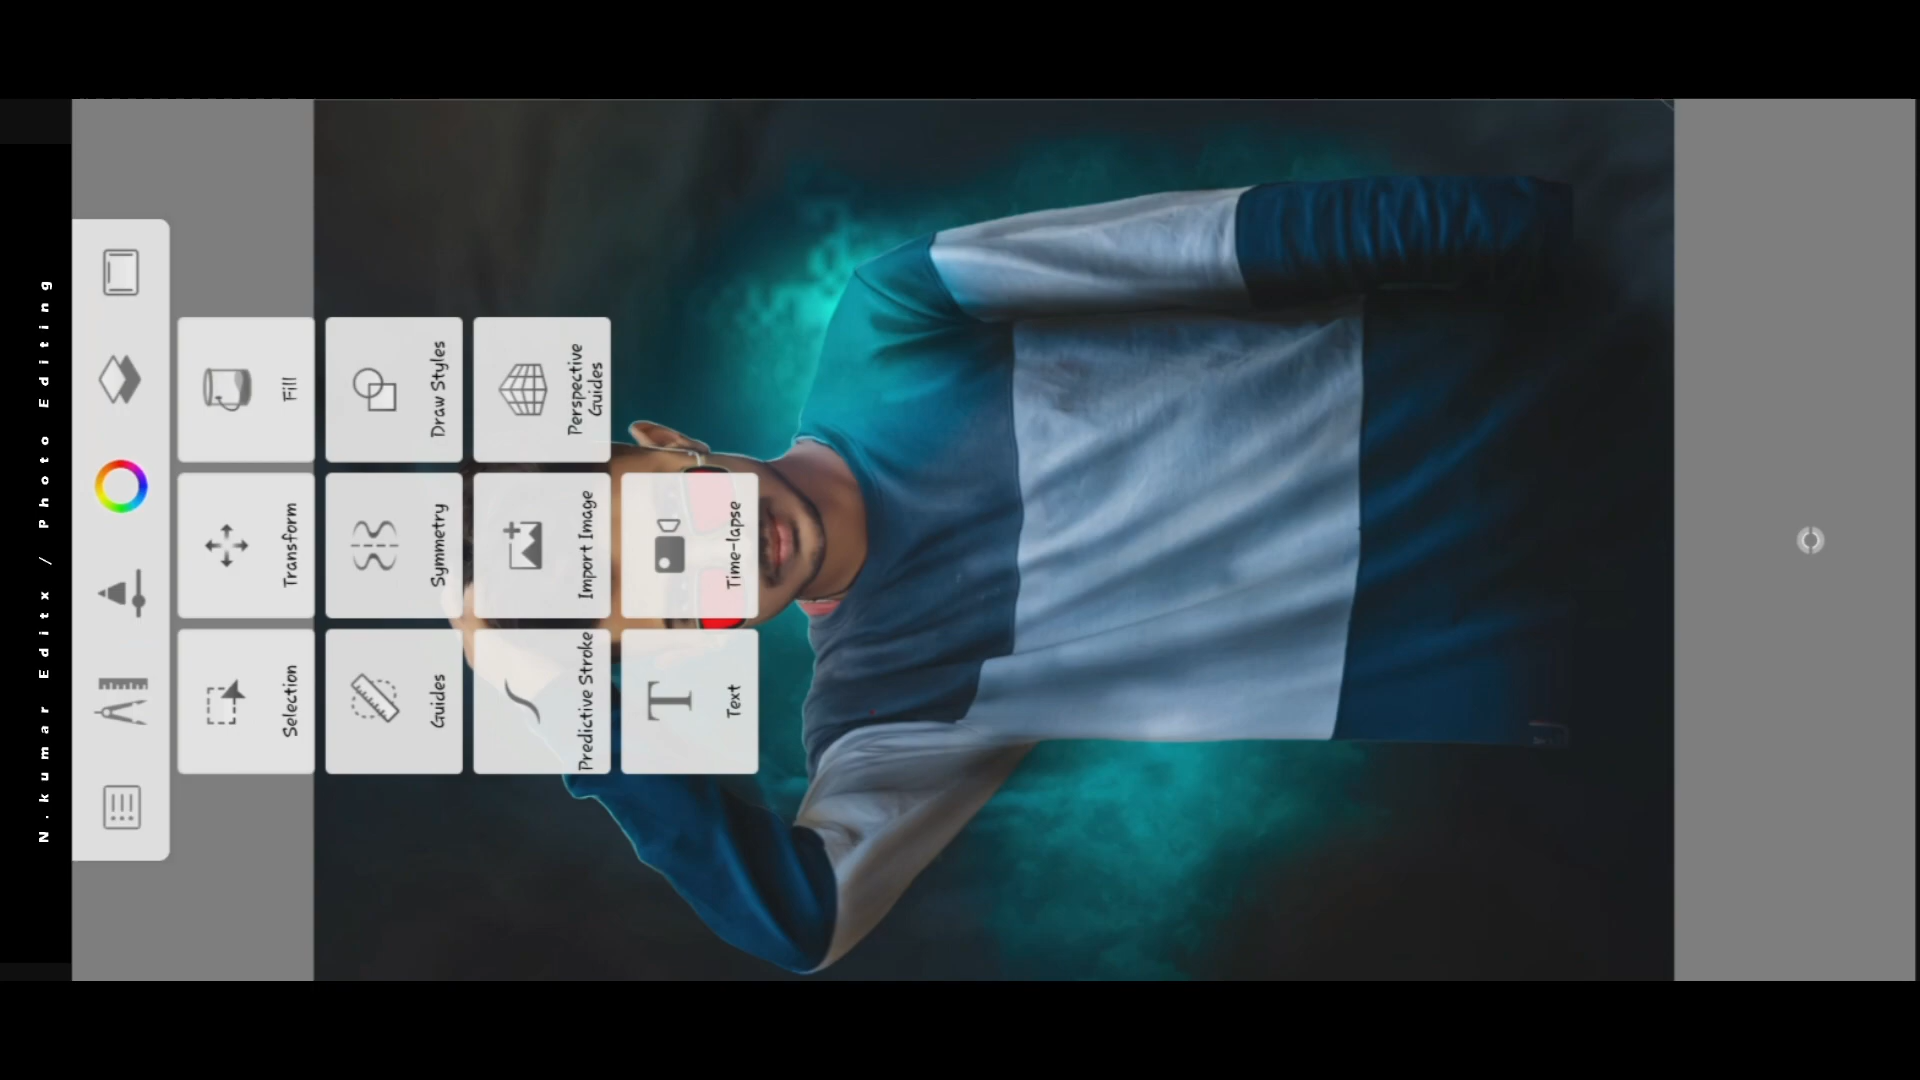 N.kumar Editx / Photo Editing
Selection
Transform
Fill
Guides
Symmetry
Draw Styles
Predictive Stroke
Import Image
Perspective
Guides
Text
Time-lapse